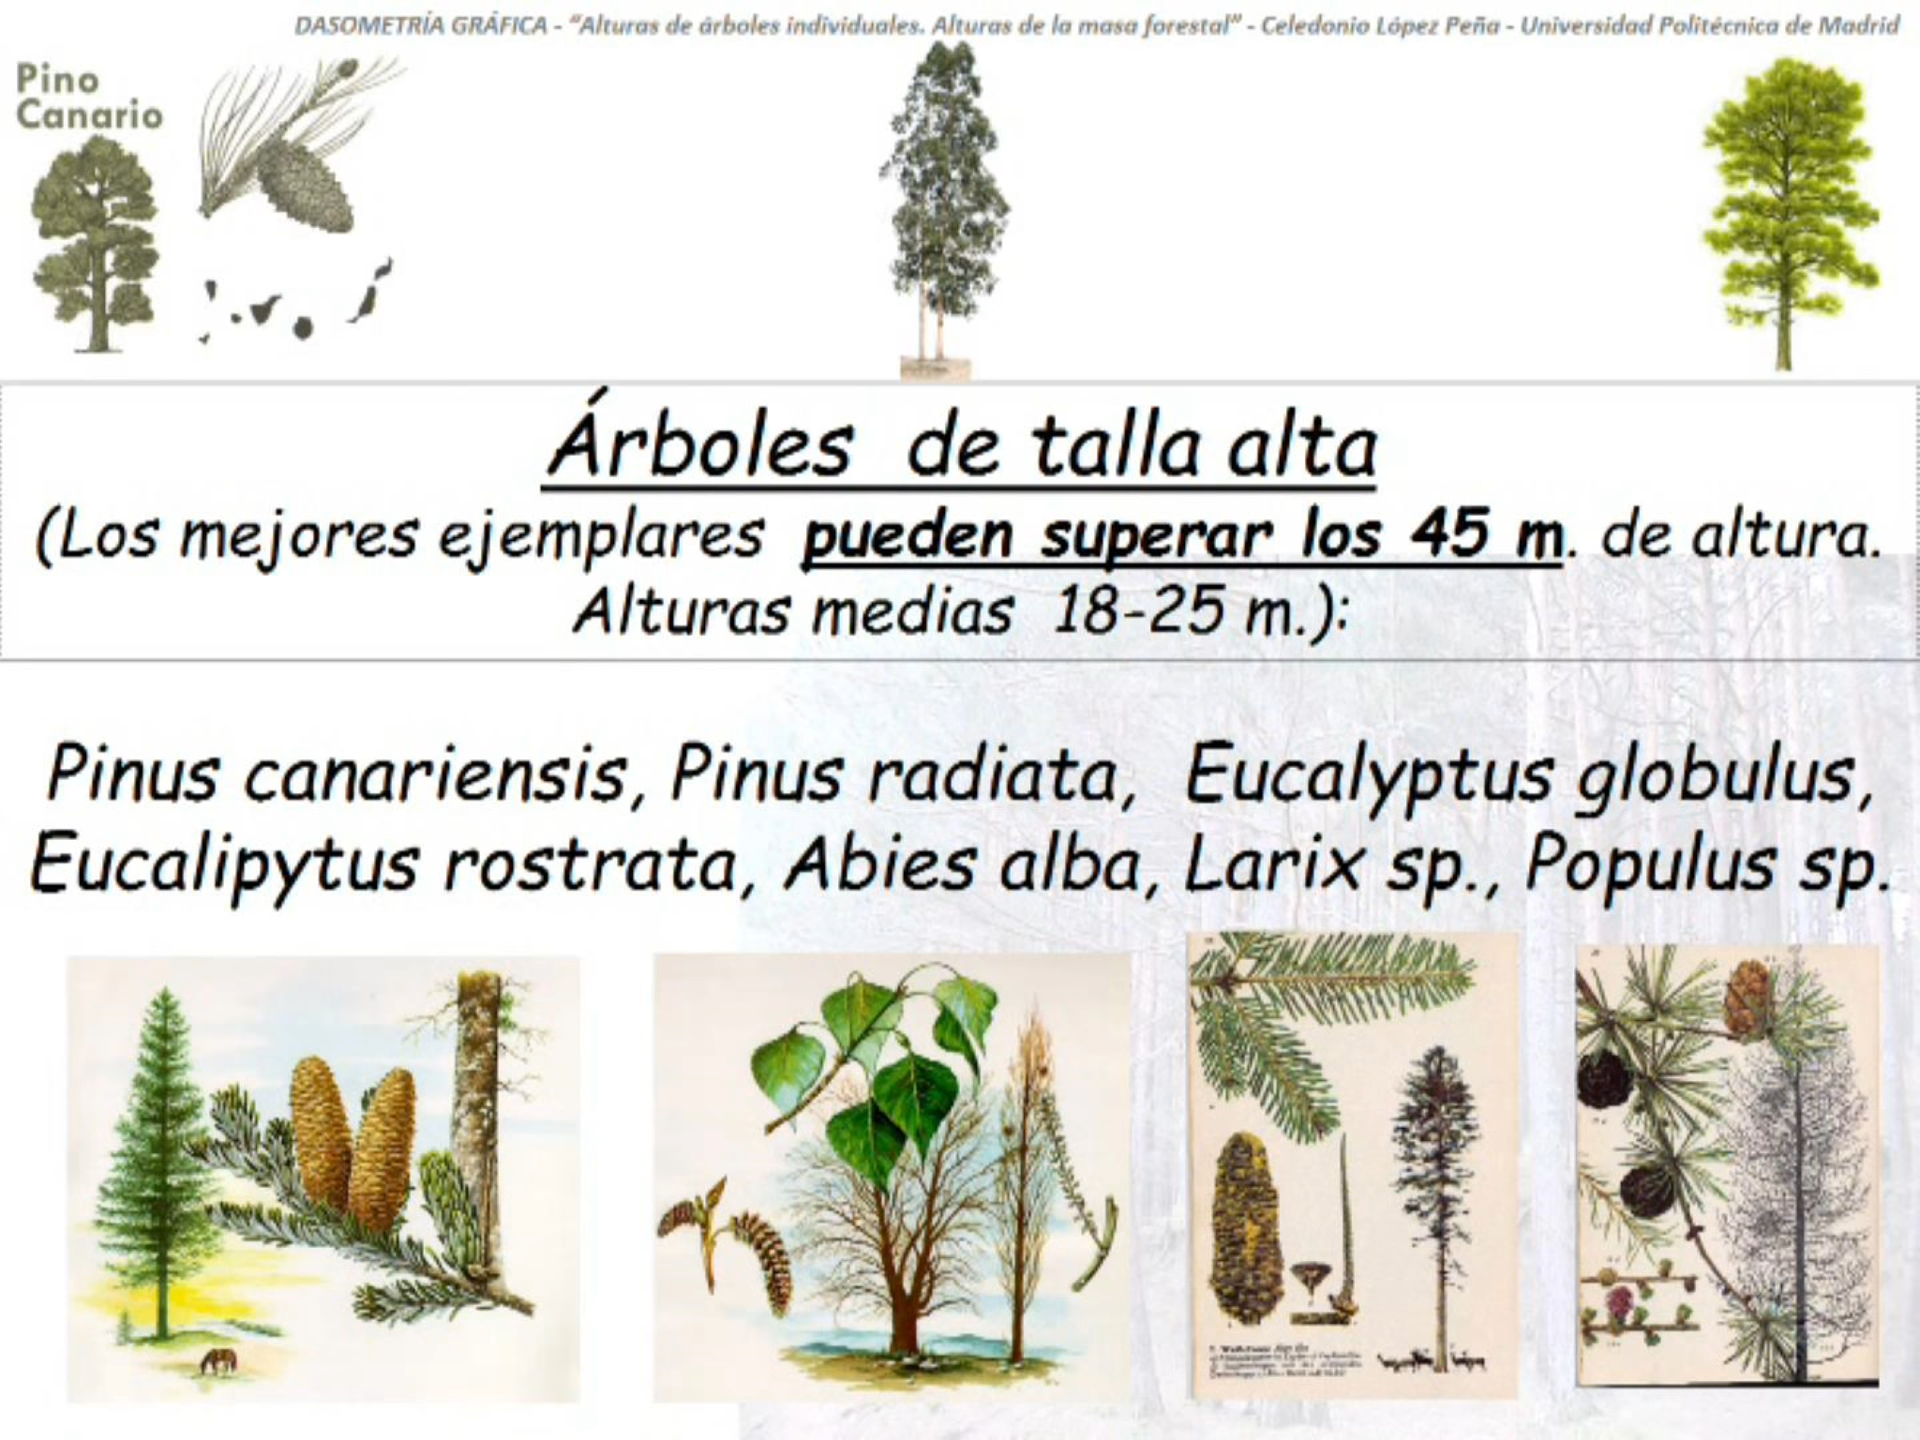 DASOMETRÍA GRÁFICA - "Alturas de árboles individuales. Alturas de la masa forestal" - Celedonio López Peña - Universidad Politécnica de Madrid
Pino
Canario
Árboles de talla alta
(Los mejores ejemplares pueden superar los 45 m. de altura.
Alturas medias 18-25 m.):
Pinus canariensis, Pinus radiata, Eucalyptus globulus,
Eucalipytus rostrata, Abies alba, Larix sp., Populus sp.